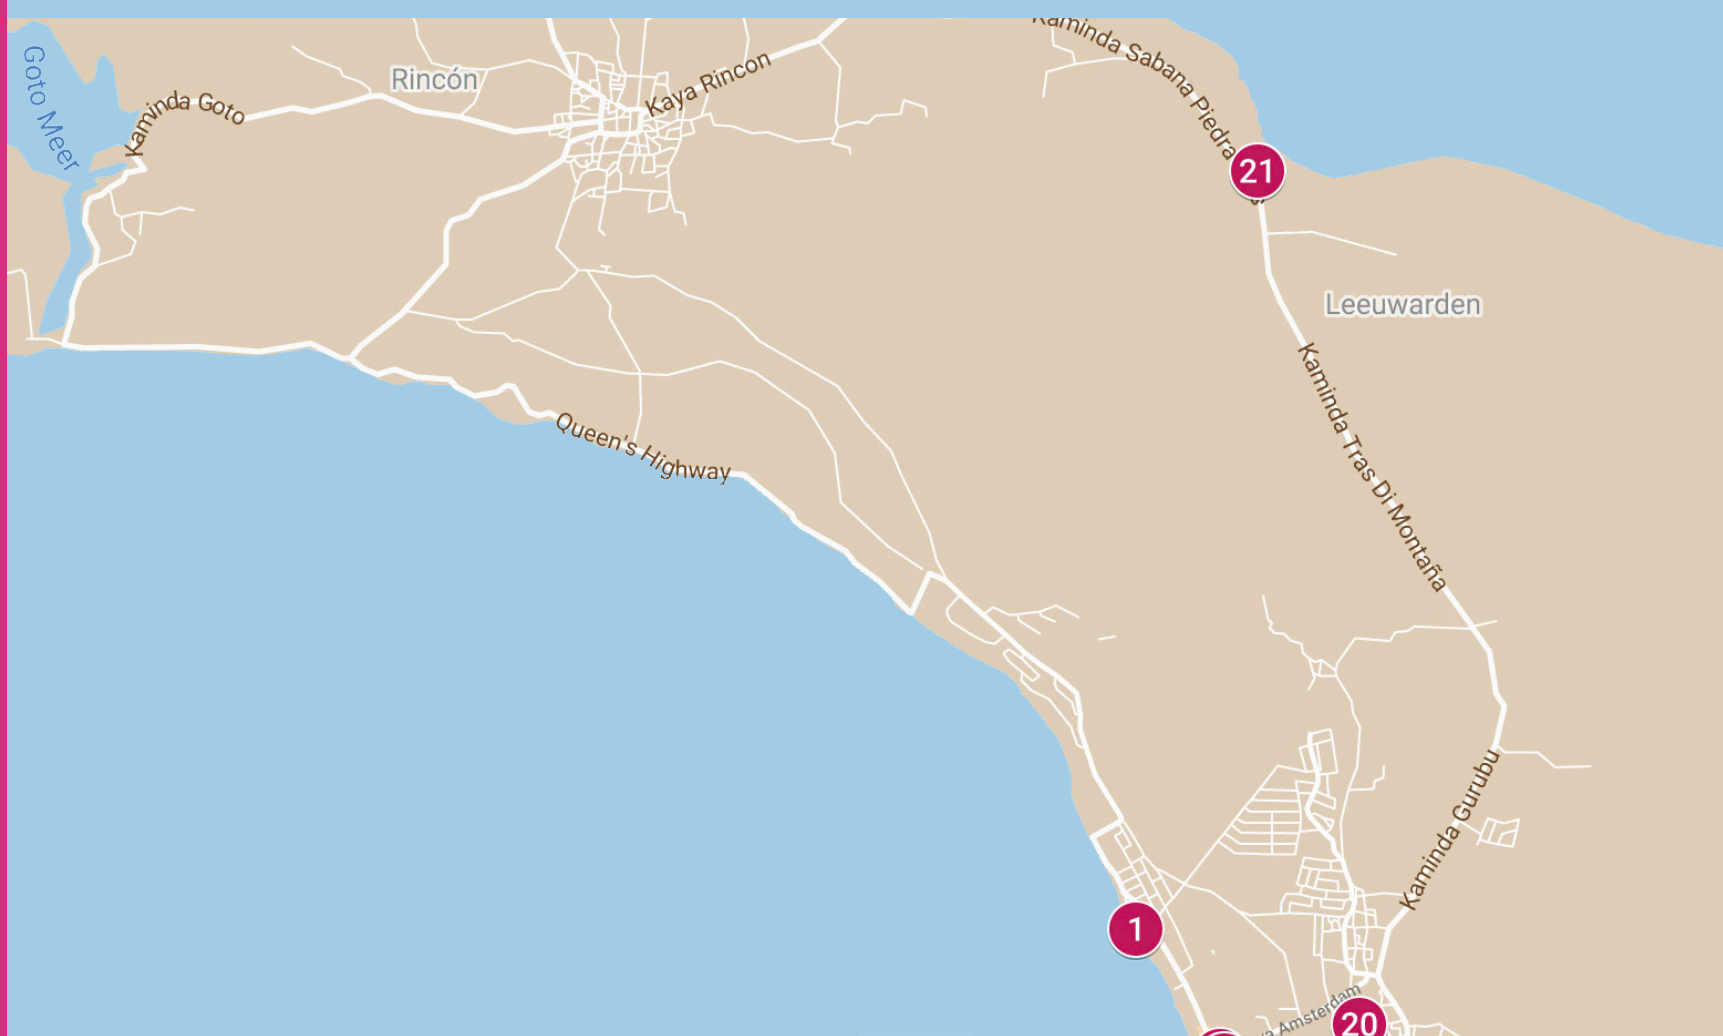 Kaminda Sabana Piedra
Goto Meer
Rincón
Kaya Rincon
Kaminda Goto
21
Leeuwarden
Kaminda Tras Di Montaña
Queen's Highway
Kaminda Gurubu
1
Amsterdam
20